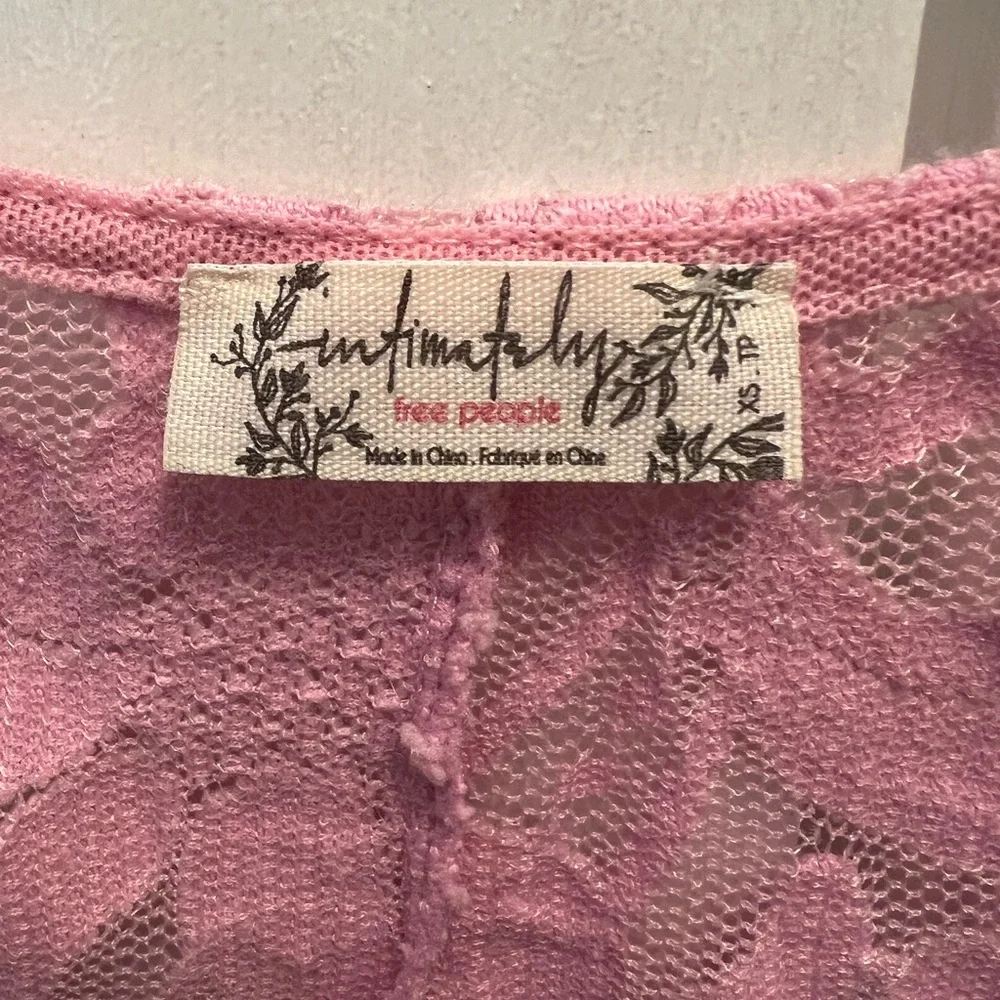 intimately
free people
Made in China . Fabriqué en Chine
XS . TP